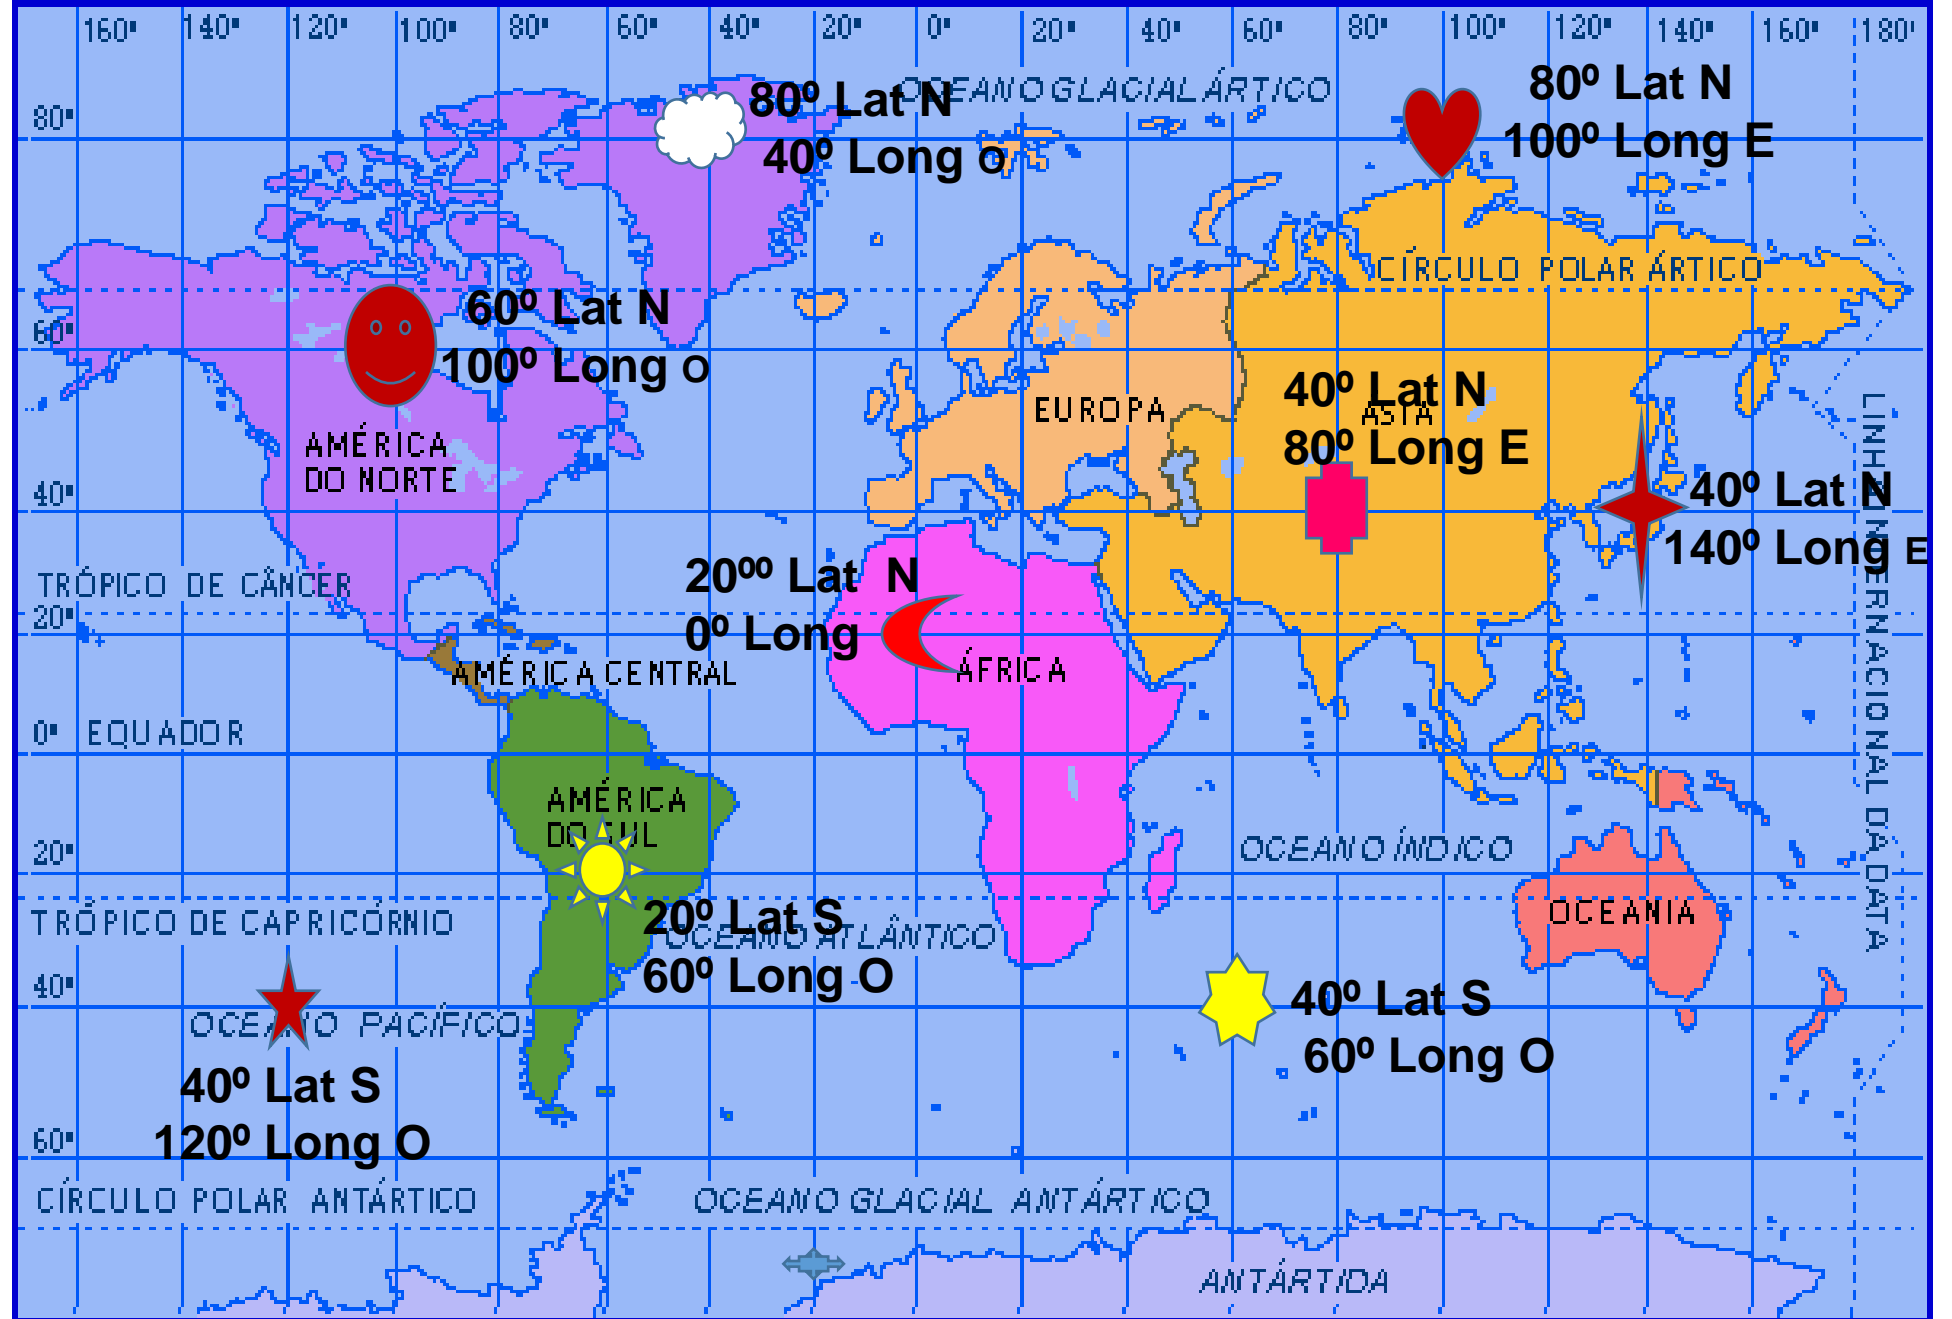 160° 140° 120° 100° 80° 60° 40° 20° 0° 20° 40° 60° 80° 100° 120° 140° 160° 180°
OCEANO GLACIAL ÁRTICO
80º Lat N
40º Long O
80º Lat N
100º Long E
80°
CÍRCULO POLAR ÁRTICO
60º Lat N
100º Long O
60°
EUROPA
ÁSIA
40º Lat N
80º Long E
AMÉRICA
DO NORTE
40°
40º Lat N
140º Long E
LINHA INTERNACIONAL DA DATA
TRÓPICO DE CÂNCER
20ºº Lat N
0º Long
20°
AMÉRICA CENTRAL
ÁFRICA
0° EQUADOR
AMÉRICA
DO SUL
20°
OCEANO ÍNDICO
OCEANIA
TRÓPICO DE CAPRICÓRNIO
20º Lat S
60º Long O
OCEANO ATLÂNTICO
40°
OCEANO PACÍFICO
40º Lat S
60º Long O
40º Lat S
120º Long O
60°
CÍRCULO POLAR ANTÁRTICO
OCEANO GLACIAL ANTÁRTICO
ANTÁRTIDA